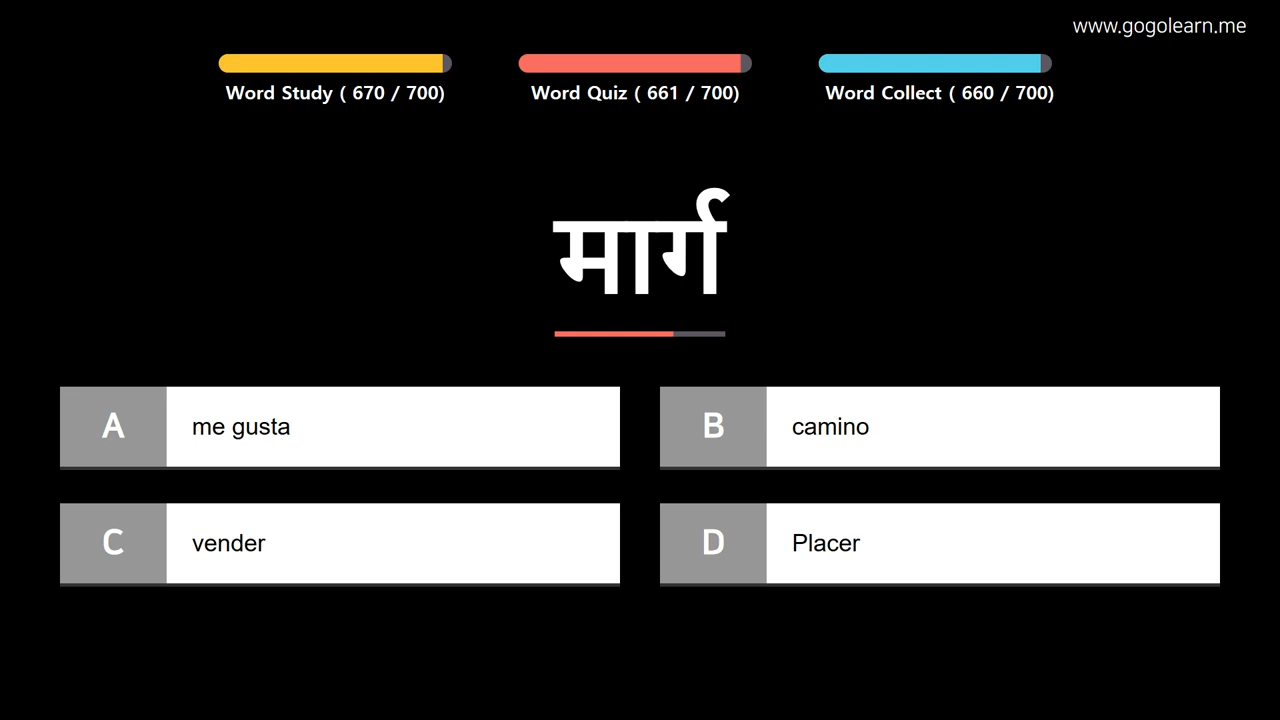 www.gogolearn.me
Word Study ( 670 / 700)
Word Quiz ( 661 / 700)
Word Collect ( 660 / 700)
मार्ग
A
me gusta
B
camino
C
vender
D
Placer